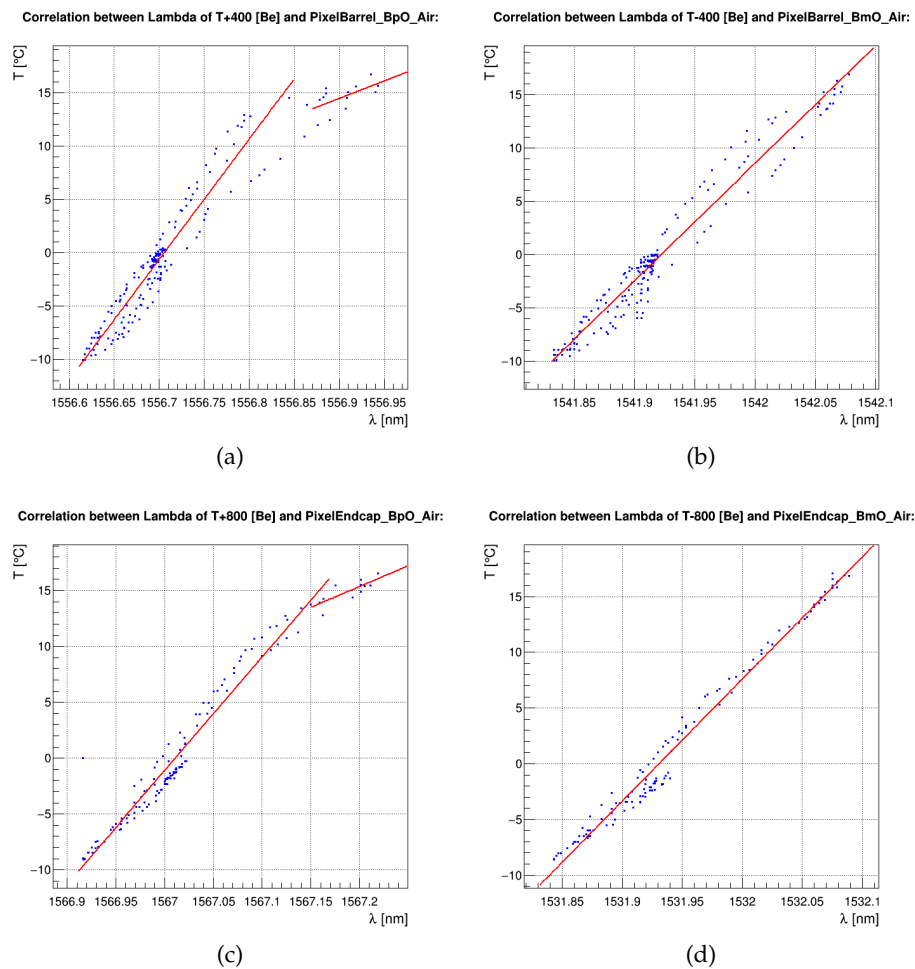 Correlation between Lambda of T+400 [Be] and PixelBarrel_BpO_Air:
T [°C]
15
10
5
0
−5
−10
1556.6 1556.65 1556.7 1556.75 1556.8 1556.85 1556.9 1556.95
λ [nm]
(a)
Correlation between Lambda of T-400 [Be] and PixelBarrel_BmO_Air:
T [°C]
15
10
5
0
−5
−10
1541.85 1541.9 1541.95 1542 1542.05 1542.1
λ [nm]
(b)
Correlation between Lambda of T+800 [Be] and PixelEndcap_BpO_Air:
T [°C]
15
10
5
0
−5
−10
1566.9 1566.95 1567 1567.05 1567.1 1567.15 1567.2
λ [nm]
(c)
Correlation between Lambda of T-800 [Be] and PixelEndcap_BmO_Air:
T [°C]
15
10
5
0
−5
−10
1531.85 1531.9 1531.95 1532 1532.05 1532.1
λ [nm]
(d)